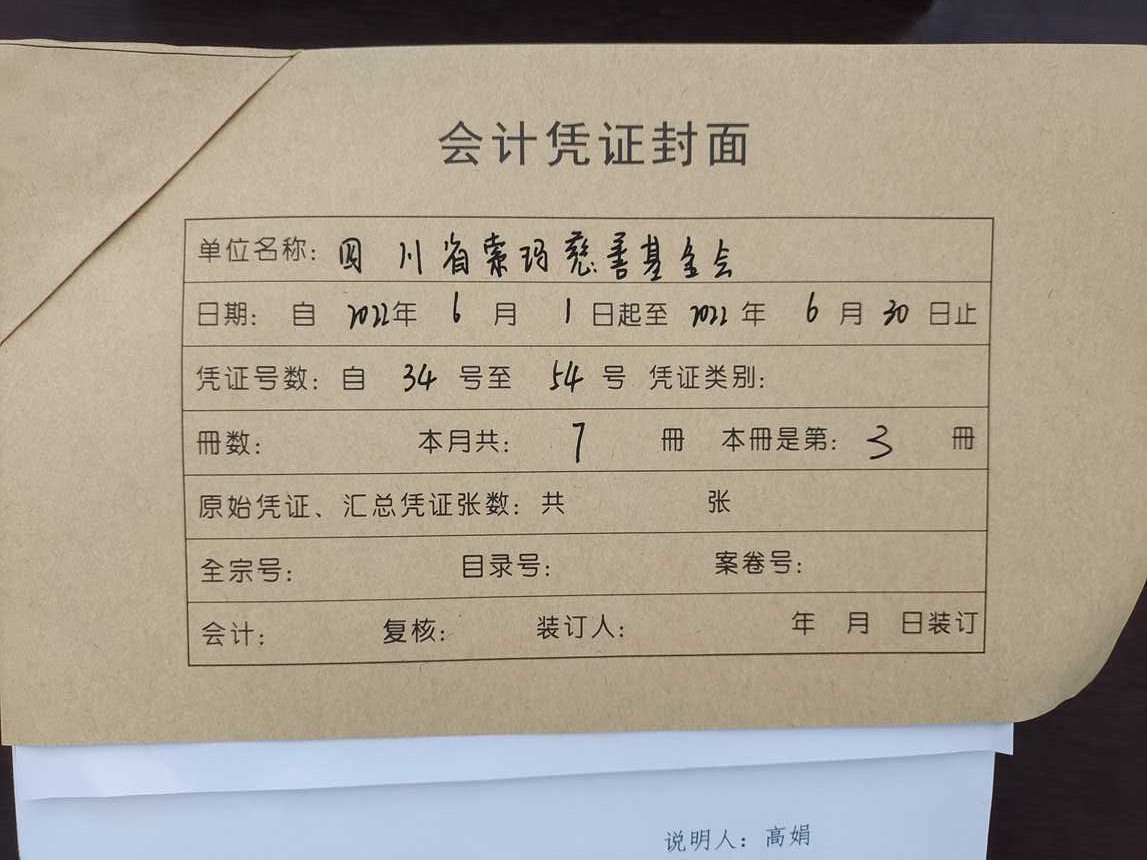 会计凭证封面
单位名称: 四川省索玛慈善基金会
日期: 自 2022年 6 月 1 日起至 2022 年 6 月 30 日止
凭证号数: 自 34 号至 54 号 凭证类别:
冊数: 本月共: 7 冊 本冊是第: 3 冊
原始凭证、汇总凭证张数: 共 张
全宗号: 目录号: 案卷号:
会计: 复核: 装订人: 年 月 日装订
说明人: 高娟